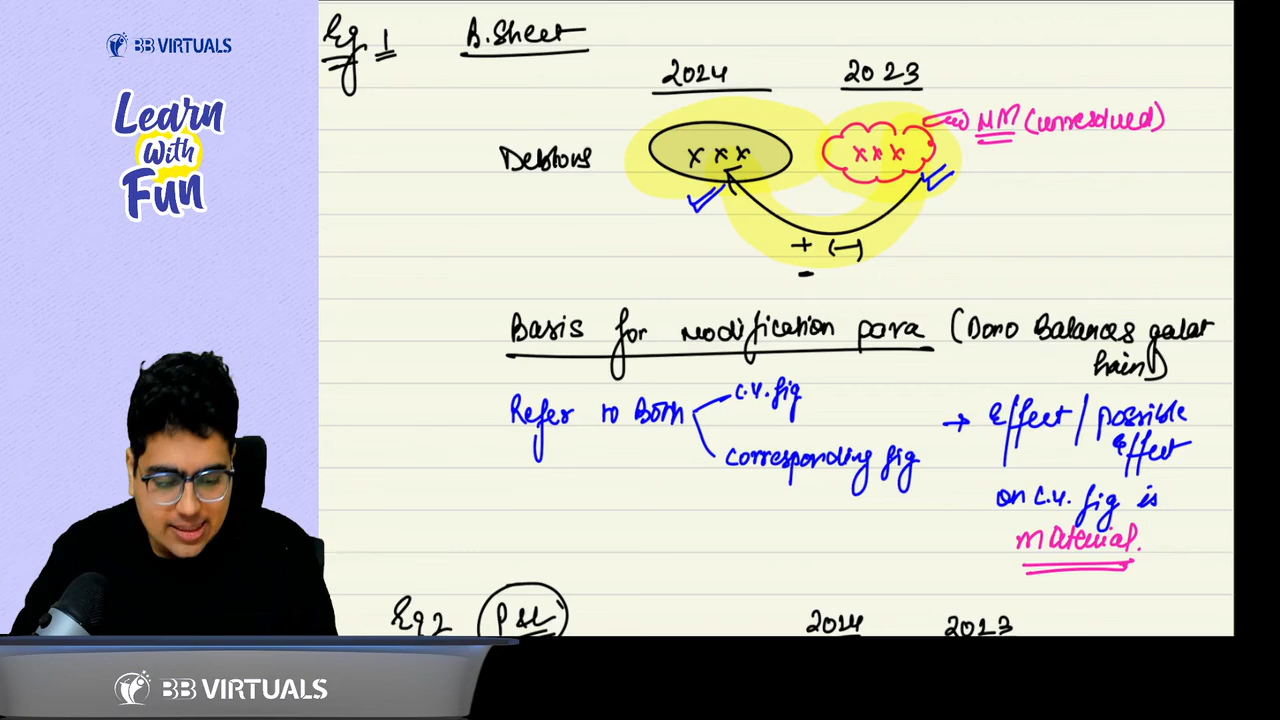 BB VIRTUALS
Learn
With
Fun
Eg 1 B.Sheet
2024 2023
MM (unresolved)
Debtors x x x x x x
+ (-)
-
Basis for modification para (Dono Balances galat
hain)
Refer to Both
C.Y. fig
corresponding fig
→ Effect / possible
Effect
on C.Y. fig is
material.
Eg 2 P&L 2024 2023
BB VIRTUALS